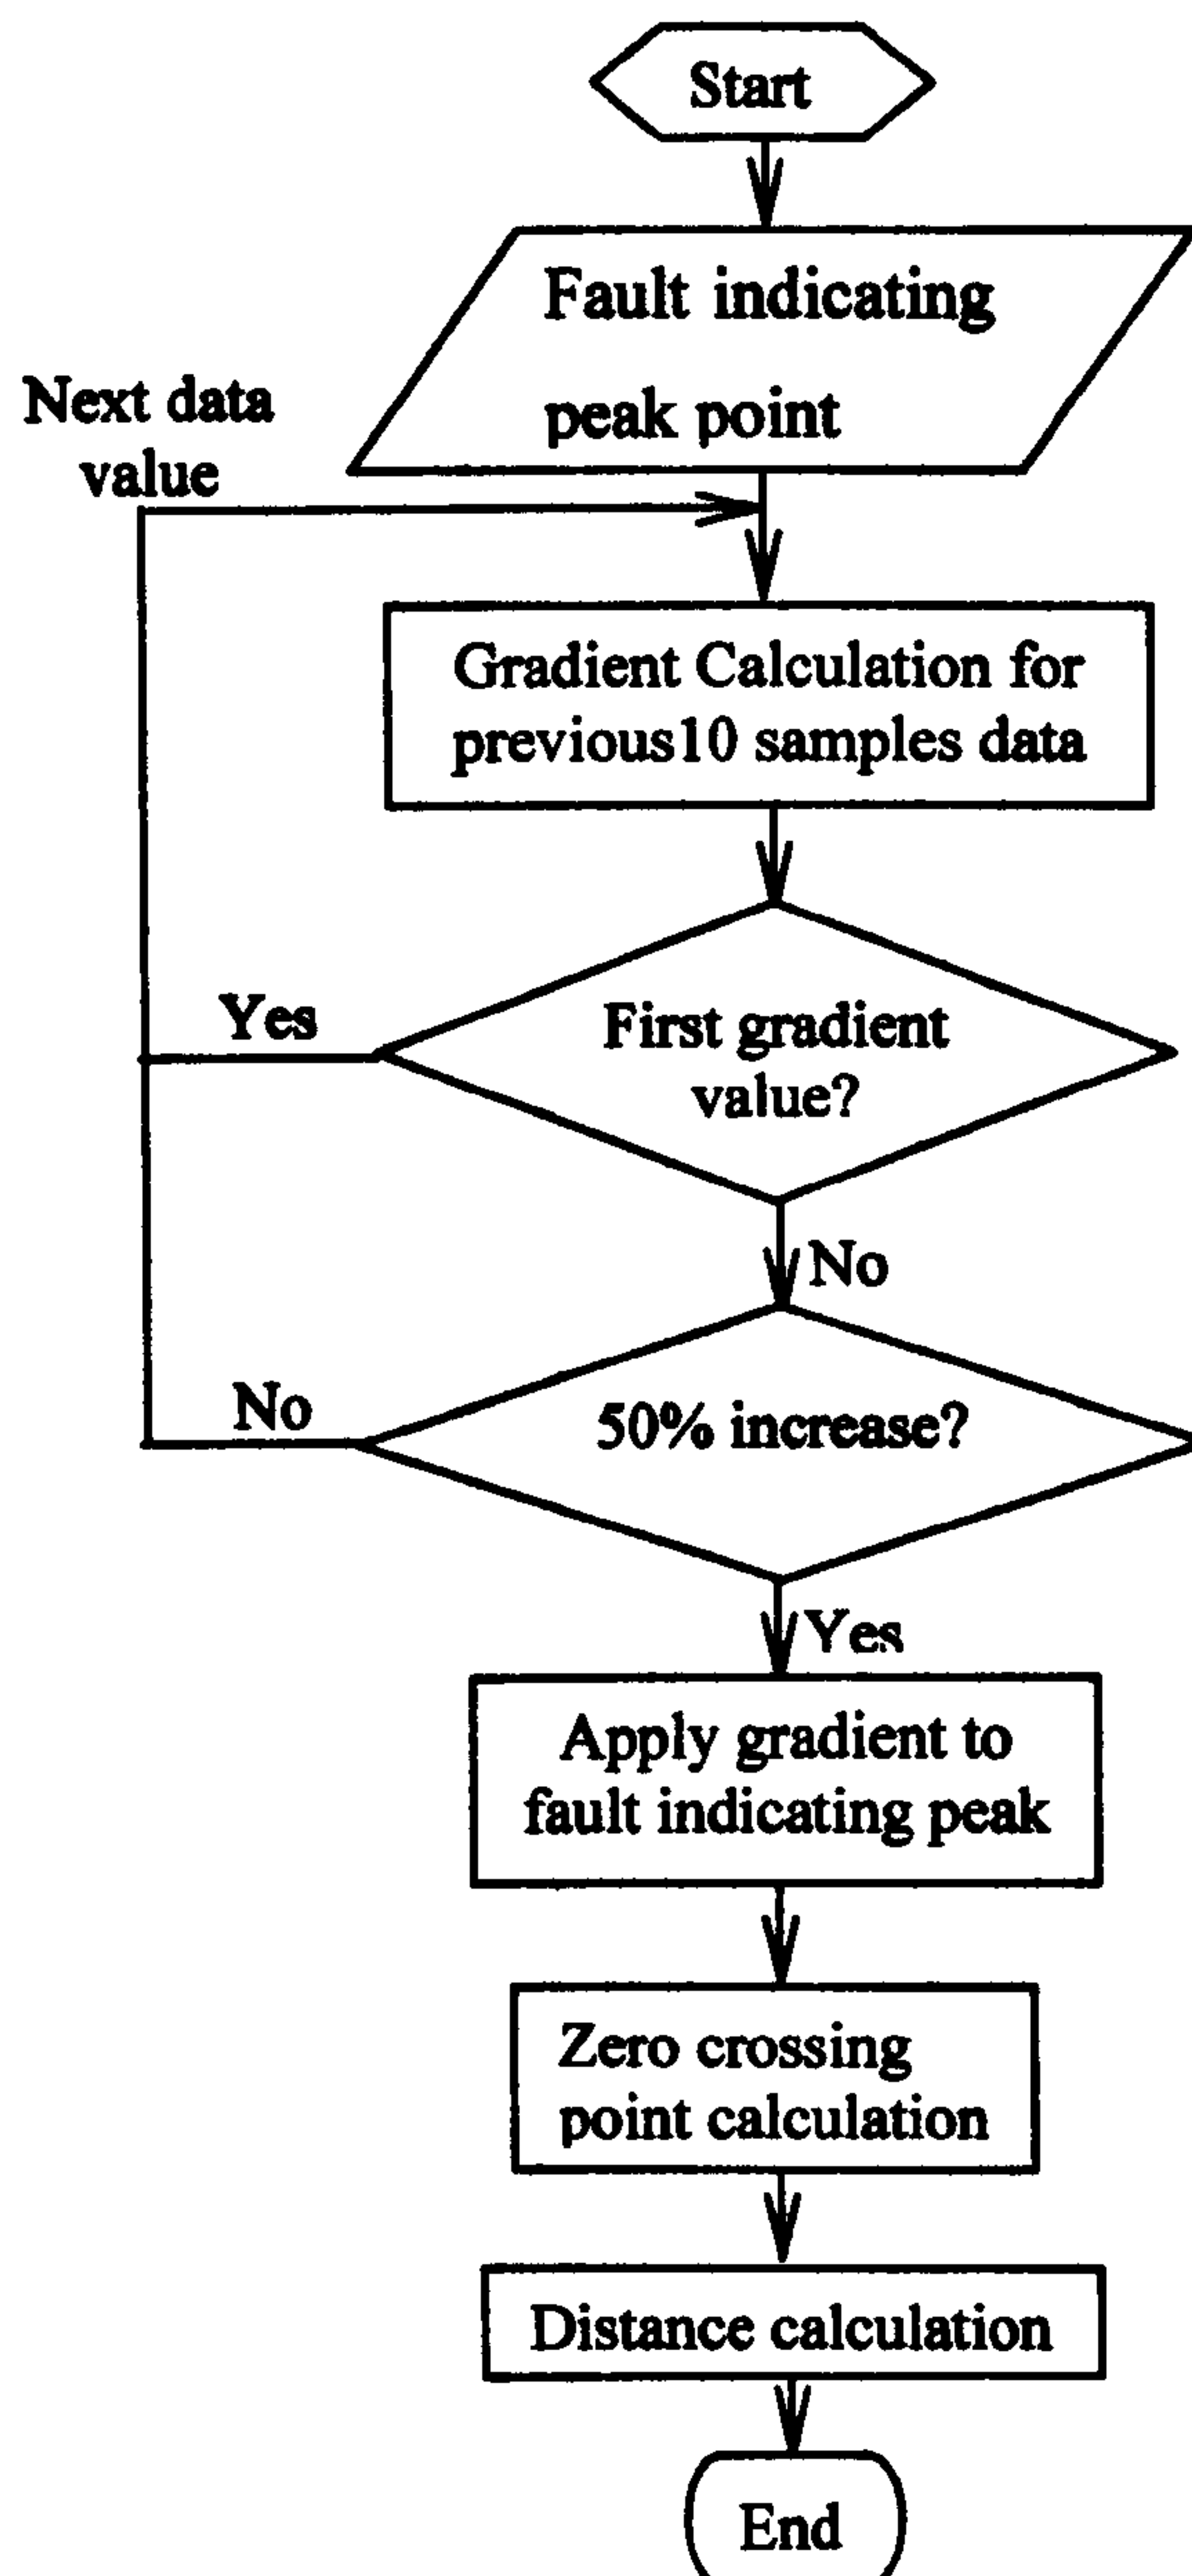 Start
Fault indicating
peak point
Next data
value
Gradient Calculation for
previous10 samples data
Yes
First gradient
value?
No
No
50% increase?
Yes
Apply gradient to
fault indicating peak
Zero crossing
point calculation
Distance calculation
End